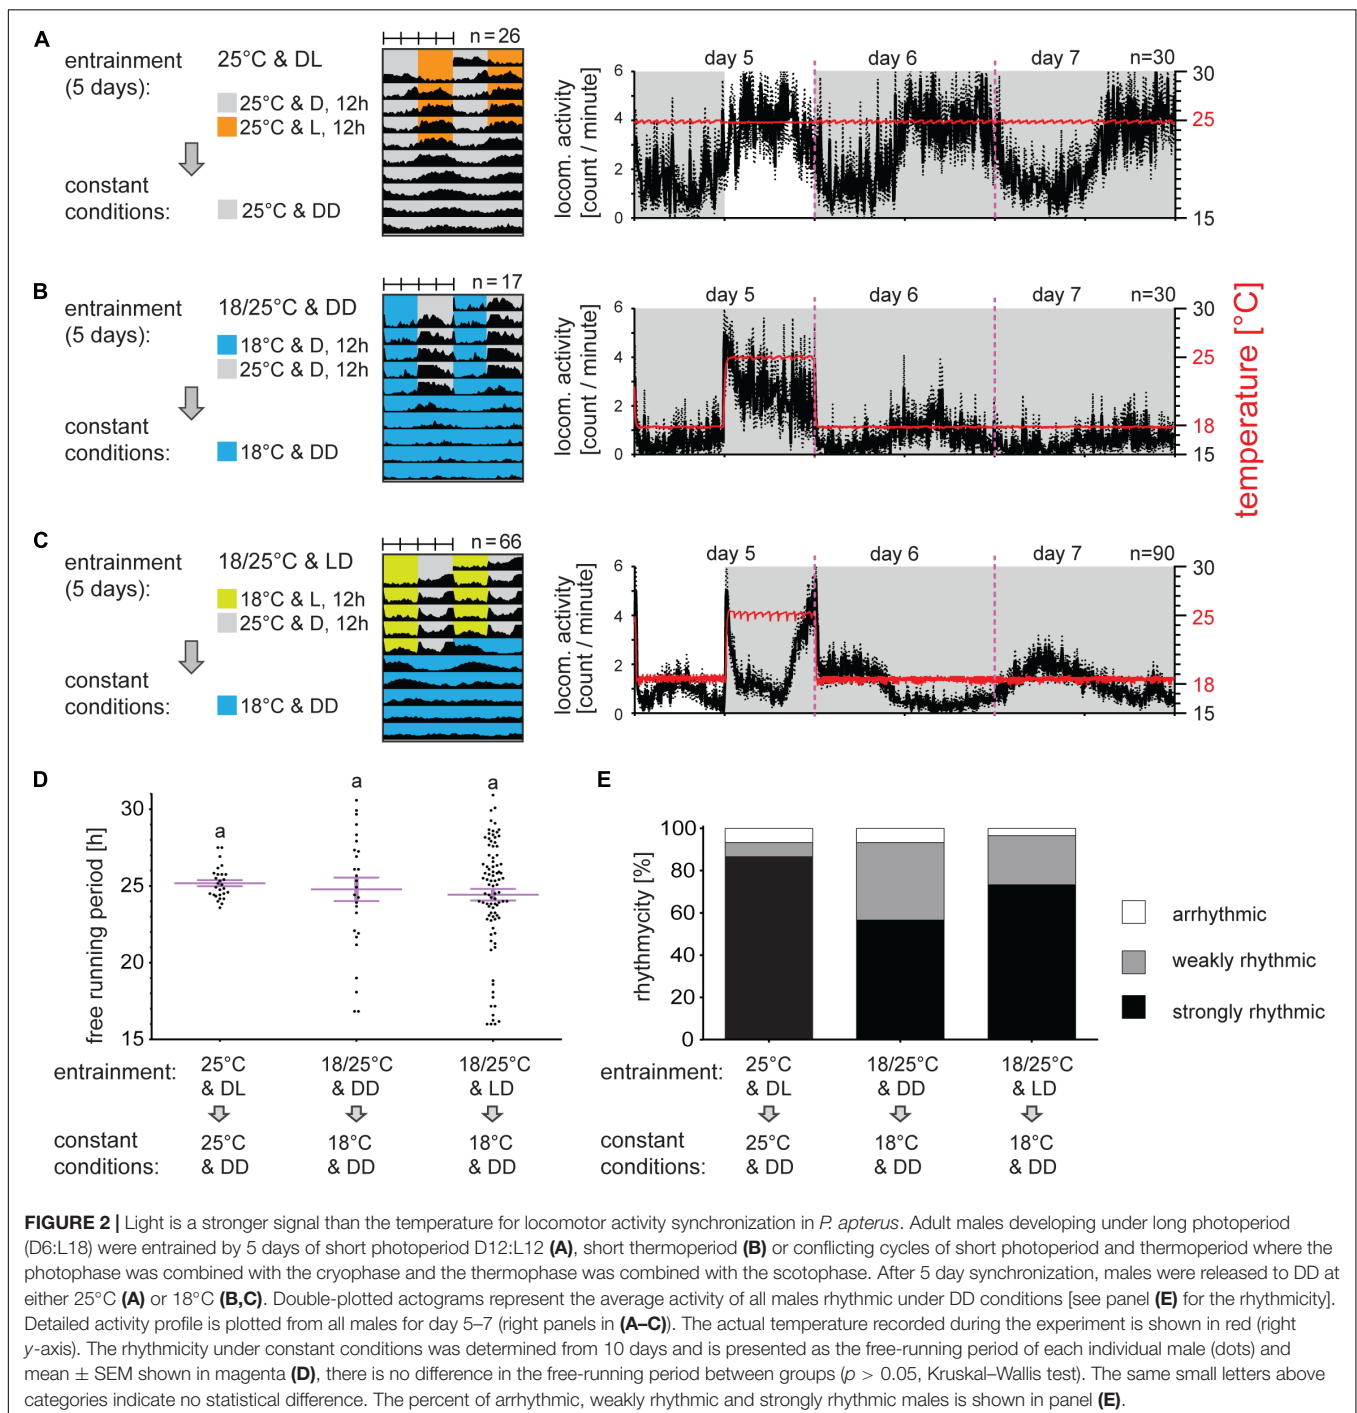 A
entrainment
(5 days):
25°C & DL
25°C & D, 12h
25°C & L, 12h
constant
conditions:
25°C & DD
n=26
day 5
day 6
day 7
n=30
locom. activity
[count / minute]
6
4
2
0
30
25
15
B
entrainment
(5 days):
18/25°C & DD
18°C & D, 12h
25°C & D, 12h
constant
conditions:
18°C & DD
n=17
day 5
day 6
day 7
n=30
locom. activity
[count / minute]
6
4
2
0
30
25
18
15
temperature [°C]
C
entrainment
(5 days):
18/25°C & LD
18°C & L, 12h
25°C & D, 12h
constant
conditions:
18°C & DD
n=66
day 5
day 6
day 7
n=90
locom. activity
[count / minute]
6
4
2
0
30
25
18
15
D
free running period [h]
30
25
20
15
a
a
a
entrainment:
25°C
& DL
18/25°C
& DD
18/25°C
& LD
constant
conditions:
25°C
& DD
18°C
& DD
18°C
& DD
E
rhythmycity [%]
100
80
60
40
20
0
arrhythmic
weakly rhythmic
strongly rhythmic
entrainment:
25°C
& DL
18/25°C
& DD
18/25°C
& LD
constant
conditions:
25°C
& DD
18°C
& DD
18°C
& DD
FIGURE 2 | Light is a stronger signal than the temperature for locomotor activity synchronization in P. apterus. Adult males developing under long photoperiod
(D6:L18) were entrained by 5 days of short photoperiod D12:L12 (A), short thermoperiod (B) or conflicting cycles of short photoperiod and thermoperiod where the
photophase was combined with the cryophase and the thermophase was combined with the scotophase. After 5 day synchronization, males were released to DD at
either 25°C (A) or 18°C (B,C). Double-plotted actograms represent the average activity of all males rhythmic under DD conditions [see panel (E) for the rhythmicity].
Detailed activity profile is plotted from all males for day 5–7 (right panels in (A–C)). The actual temperature recorded during the experiment is shown in red (right
y-axis). The rhythmicity under constant conditions was determined from 10 days and is presented as the free-running period of each individual male (dots) and
mean ± SEM shown in magenta (D), there is no difference in the free-running period between groups (p > 0.05, Kruskal–Wallis test). The same small letters above
categories indicate no statistical difference. The percent of arrhythmic, weakly rhythmic and strongly rhythmic males is shown in panel (E).